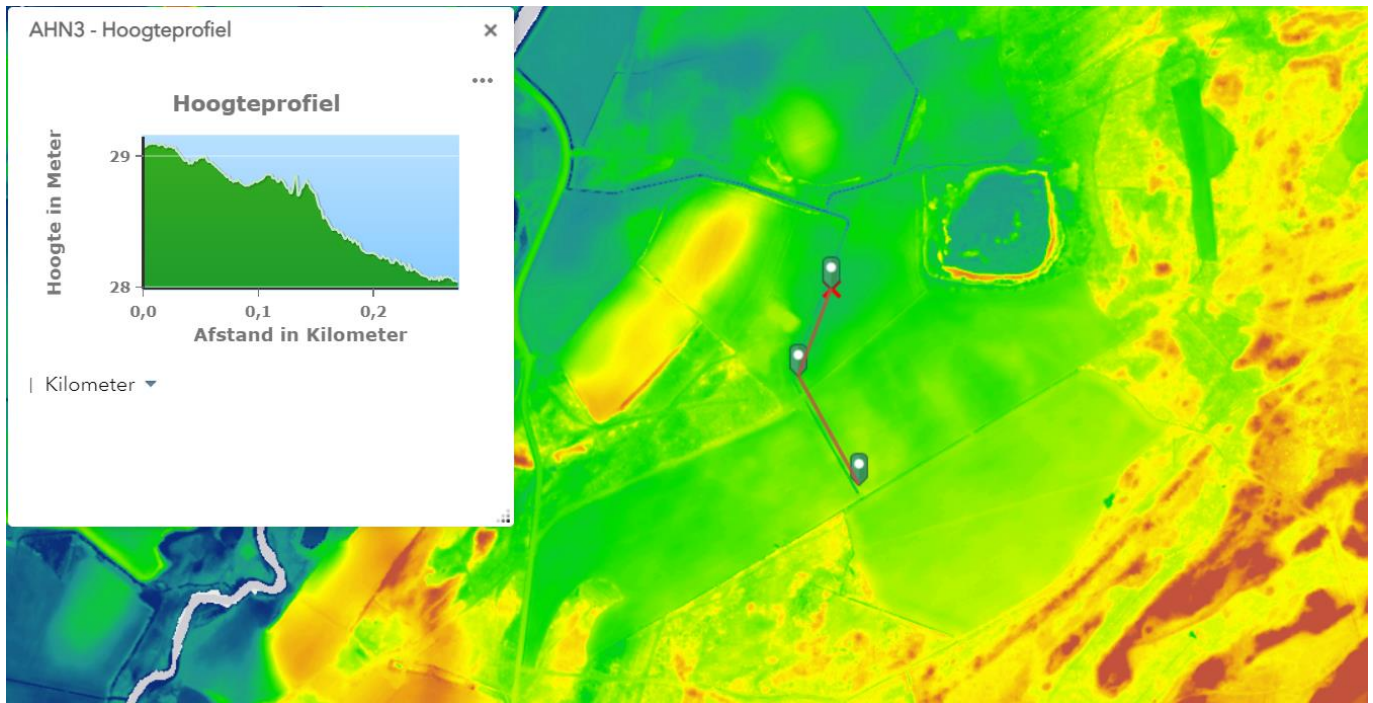 AHN3 - Hoogteprofiel
Hoogteprofiel
Hoogte in Meter
29
28
0,0 0,1 0,2
Afstand in Kilometer
| Kilometer